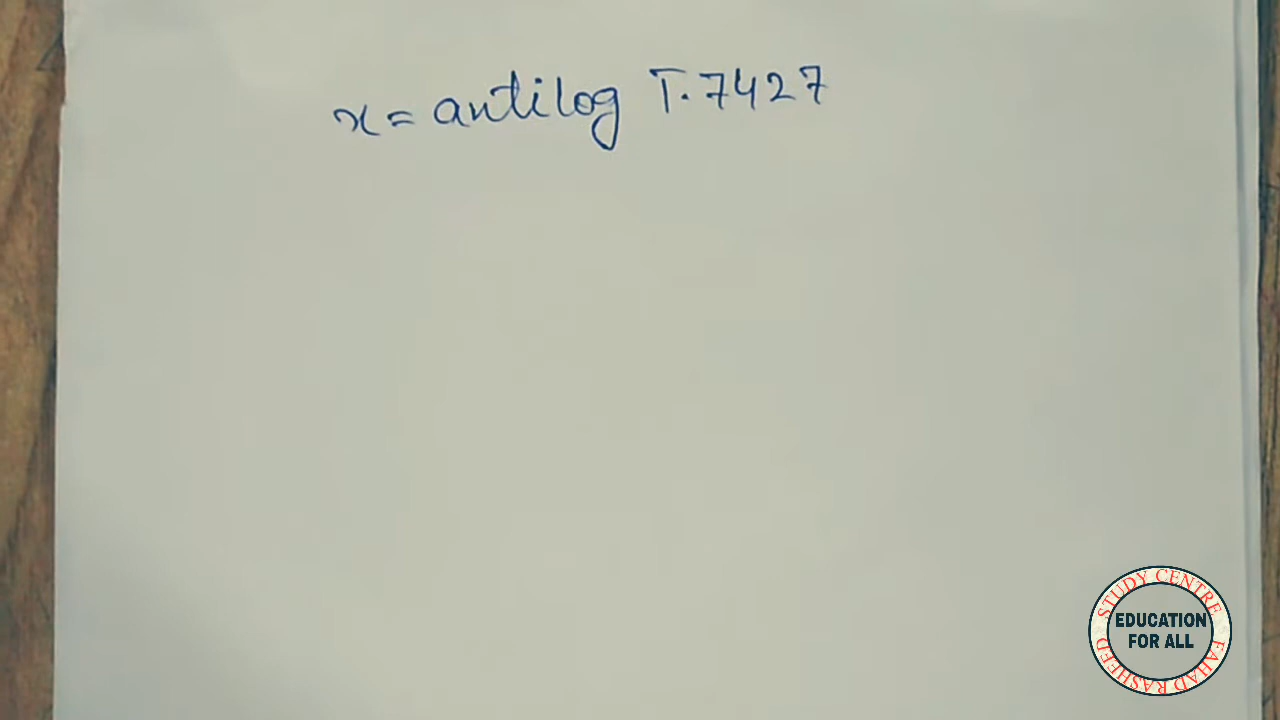 x = antilog 1̅.7427
STUDY CENTRE
EDUCATION
FOR ALL
FAHAD RASHEED